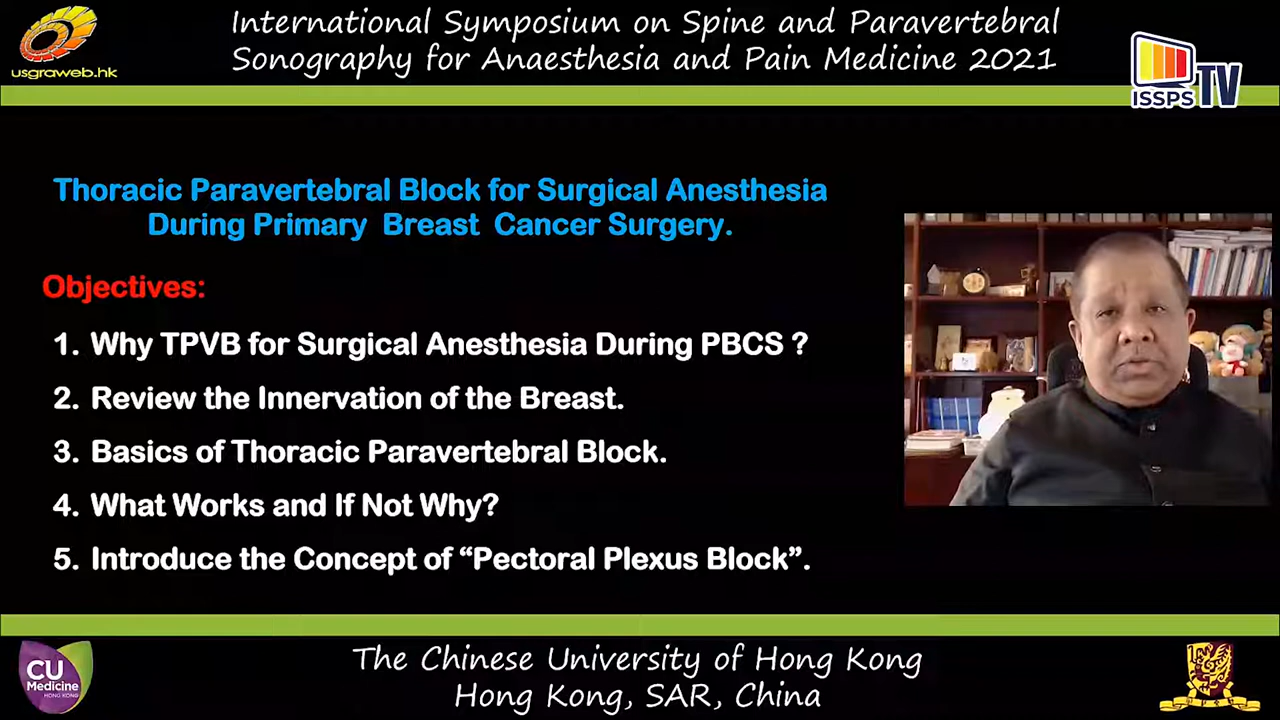 International Symposium on Spine and Paravertebral
Sonography for Anaesthesia and Pain Medicine 2021
usgraweb.hk
ISSPS TV
Thoracic Paravertebral Block for Surgical Anesthesia
During Primary Breast Cancer Surgery.
Objectives:
1. Why TPVB for Surgical Anesthesia During PBCS ?
2. Review the Innervation of the Breast.
3. Basics of Thoracic Paravertebral Block.
4. What Works and If Not Why?
5. Introduce the Concept of “Pectoral Plexus Block”.
CU
Medicine
HONG KONG
The Chinese University of Hong Kong
Hong Kong, SAR, China